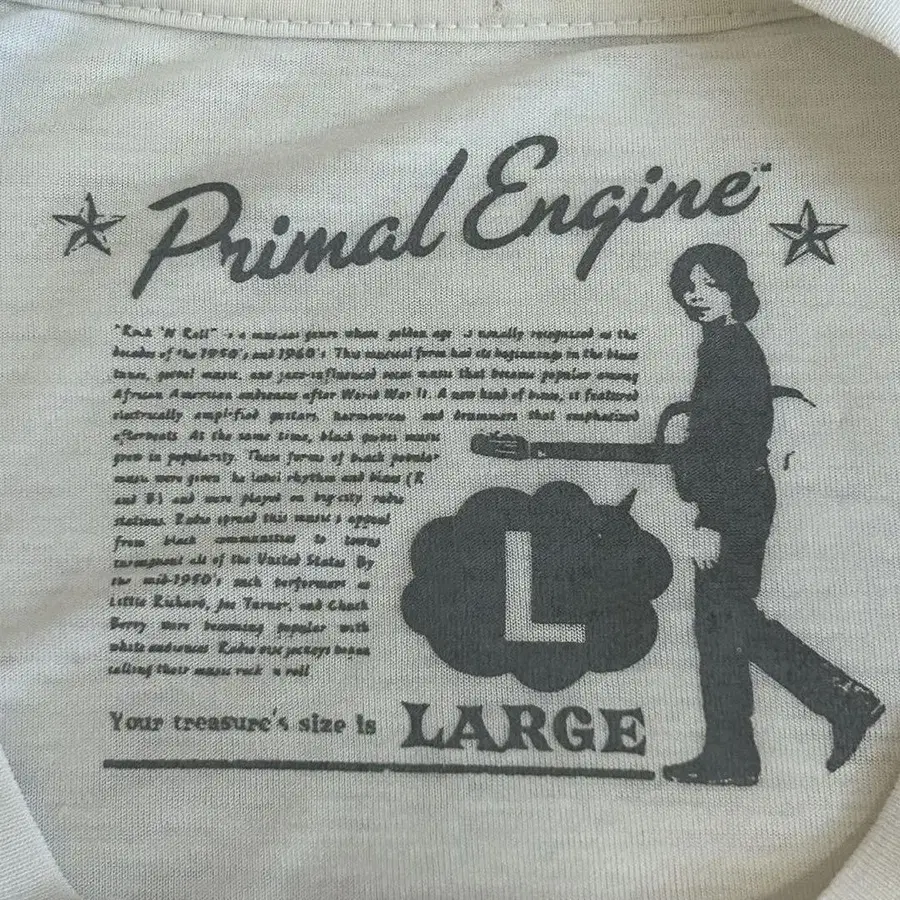 Primal Engine™
"Rock 'N Roll" is a musical genre whose golden age is usually recognized as the
decades of the 1950's and 1960's. This musical form had its beginnings in the blues
tunes, gospel music, and jazz-influenced vocal music that became popular among
African American audiences after World War II. A new kind of blues, it featured
electrically amplified guitars, harmonicas and drummers that emphasized
afterbeats. At the same time, black gospel music
grew in popularity. These forms of black popular
music were given the label rhythm and blues (R
and B) and were played on big-city radio
stations. Radio spread this music's appeal
from black communities to towns
throughout all of the United States By
the mid-1950's such performers as
Little Richard, Joe Turner, and Chuck
Berry were becoming popular with
white audiences. Radio disc jockeys began
calling their music rock 'n roll
L
Your treasure's size is LARGE